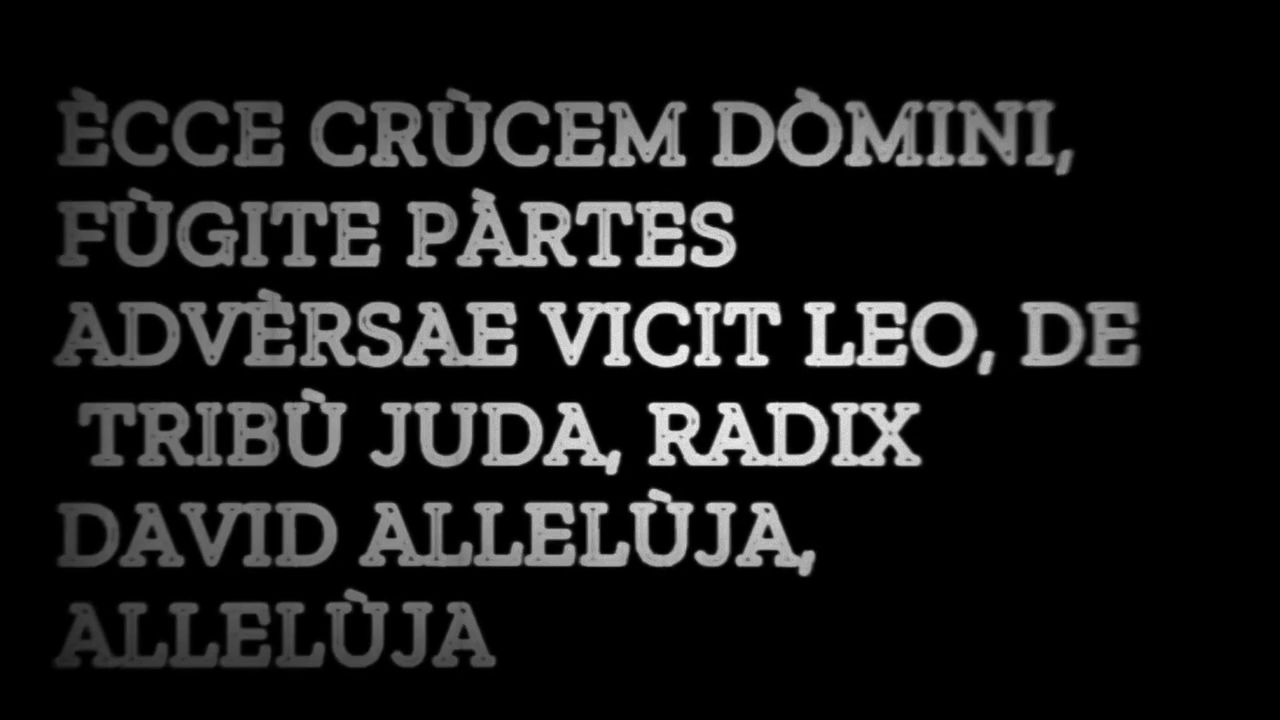 ÈCCE CRÙCEM DÒMINI,
FÙGITE PÀRTES
ADVÈRSAE VICIT LEO, DE
TRIBÙ JUDA, RADIX
DAVID ALLELÙJA,
ALLELÙJA